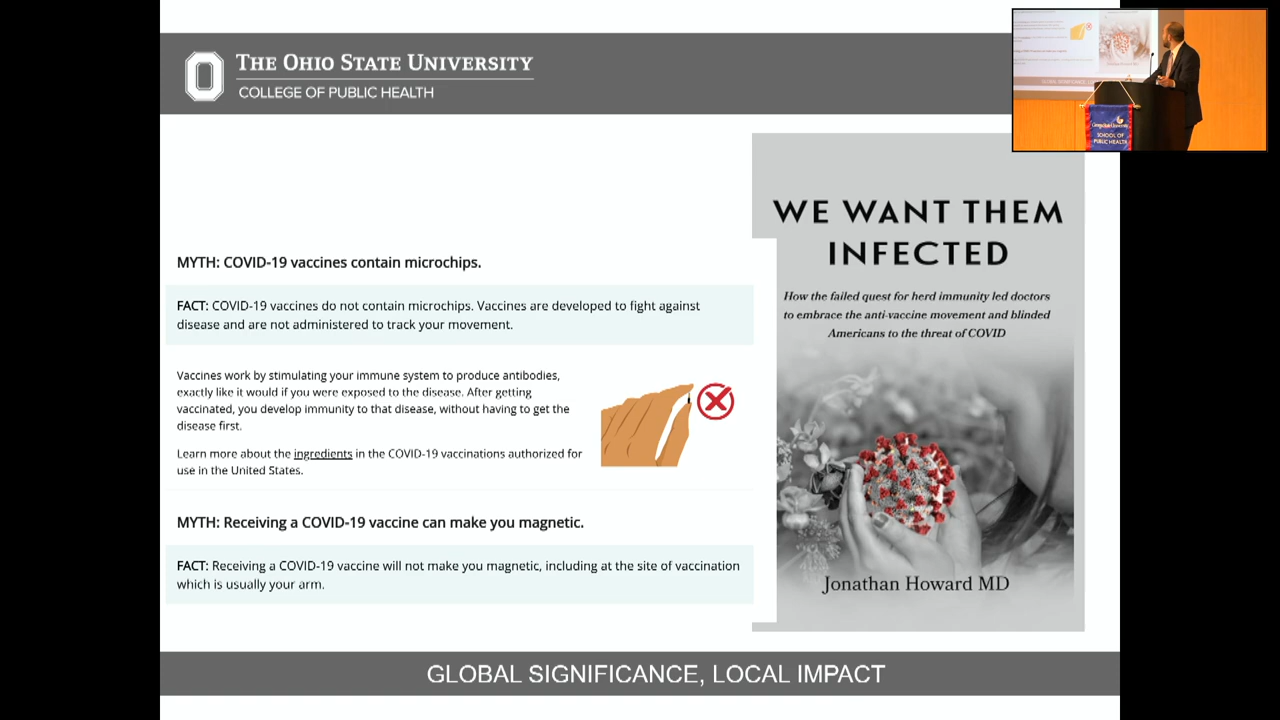 THE OHIO STATE UNIVERSITY
COLLEGE OF PUBLIC HEALTH
SCHOOL OF
PUBLIC HEALTH
WE WANT THEM
INFECTED
How the failed quest for herd immunity led doctors
to embrace the anti-vaccine movement and blinded
Americans to the threat of COVID
Jonathan Howard MD
MYTH: COVID-19 vaccines contain microchips.
FACT: COVID-19 vaccines do not contain microchips. Vaccines are developed to fight against
disease and are not administered to track your movement.
Vaccines work by stimulating your immune system to produce antibodies,
exactly like it would if you were exposed to the disease. After getting
vaccinated, you develop immunity to that disease, without having to get the
disease first.
Learn more about the ingredients in the COVID-19 vaccinations authorized for
use in the United States.
MYTH: Receiving a COVID-19 vaccine can make you magnetic.
FACT: Receiving a COVID-19 vaccine will not make you magnetic, including at the site of vaccination
which is usually your arm.
GLOBAL SIGNIFICANCE, LOCAL IMPACT